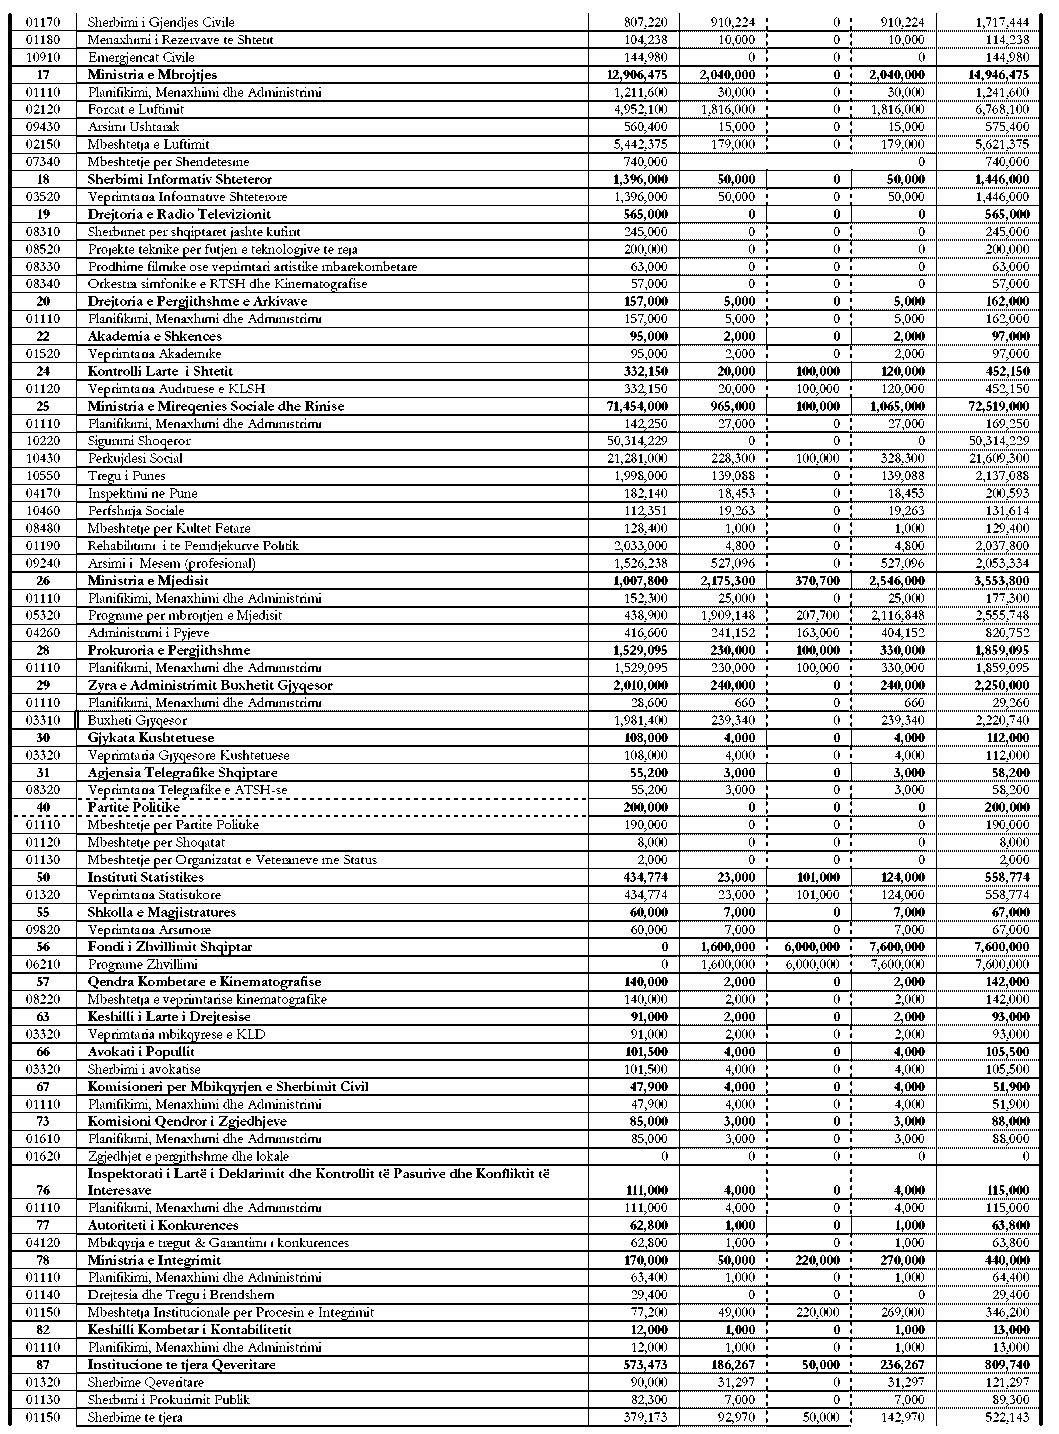 01170 Sherbimi i Gjendjes Civile 807,220 910,224 0 910,224 1,717,444
01180 Menaxhimi i Rezervave te Shtetit 104,238 10,000 0 10,000 114,238
10910 Emergjencat Civile 144,980 0 0 0 144,980
17 Ministria e Mbrojtjes 12,906,475 2,040,000 0 2,040,000 14,946,475
01110 Planifikimi, Menaxhimi dhe Administrimi 1,211,600 30,000 0 30,000 1,241,600
02120 Forcat e Luftimit 4,952,100 1,816,000 0 1,816,000 6,768,100
09430 Arsimi Ushtarak 560,400 15,000 0 15,000 575,400
02150 Mbeshtetja e Luftimit 5,442,375 179,000 0 179,000 5,621,375
07340 Mbeshtetje per Shendetesine 740,000 0 740,000
18 Sherbimi Informativ Shteteror 1,396,000 50,000 0 50,000 1,446,000
03520 Veprimtaria Informative Shteterore 1,396,000 50,000 0 50,000 1,446,000
19 Drejtoria e Radio Televizionit 565,000 0 0 0 565,000
08310 Sherbimet per shqiptaret jashte kufirit 245,000 0 0 0 245,000
08520 Projekte teknike per futjen e teknologjive te reja 200,000 0 0 0 200,000
08330 Prodhime filmike ose veprimtari artistike mbarekombetare 63,000 0 0 0 63,000
08340 Orkestra simfonike e RTSH dhe Kinematografise 57,000 0 0 0 57,000
20 Drejtoria e Pergjithshme e Arkivave 157,000 5,000 0 5,000 162,000
01110 Planifikimi, Menaxhimi dhe Administrimi 157,000 5,000 0 5,000 162,000
22 Akademia e Shkences 95,000 2,000 0 2,000 97,000
01520 Veprimtaria Akademike 95,000 2,000 0 2,000 97,000
24 Kontrolli Larte i Shtetit 332,150 20,000 100,000 120,000 452,150
01120 Veprimtaria Audituese e KLSH 332,150 20,000 100,000 120,000 452,150
25 Ministria e Mireqenies Sociale dhe Rinise 71,454,000 965,000 100,000 1,065,000 72,519,000
01110 Planifikimi, Menaxhimi dhe Administrimi 142,250 27,000 0 27,000 169,250
10220 Sigurimi Shoqeror 50,314,229 0 0 0 50,314,229
10430 Perkujdesi Social 21,281,000 228,300 100,000 328,300 21,609,300
10550 Tregu i Punes 1,998,000 139,088 0 139,088 2,137,088
04170 Inspektimi ne Pune 182,140 18,453 0 18,453 200,593
10460 Perfshirja Sociale 112,351 19,263 0 19,263 131,614
08480 Mbeshtetje per Kultet Fetare 128,400 1,000 0 1,000 129,400
01190 Rehabilitimi i te Perndjekurve Politik 2,033,000 4,800 0 4,800 2,037,800
09240 Arsimi i Mesem (profesional) 1,526,238 527,096 0 527,096 2,053,334
26 Ministria e Mjedisit 1,007,800 2,175,300 370,700 2,546,000 3,553,800
01110 Planifikimi, Menaxhimi dhe Administrimi 152,300 25,000 0 25,000 177,300
05320 Programe per mbrojtjen e Mjedisit 438,900 1,909,148 207,700 2,116,848 2,555,748
04260 Administrimi i Pyjeve 416,600 241,152 163,000 404,152 820,752
28 Prokuroria e Pergjithshme 1,529,095 230,000 100,000 330,000 1,859,095
01110 Planifikimi, Menaxhimi dhe Administrimi 1,529,095 230,000 100,000 330,000 1,859,095
29 Zyra e Administrimit Buxhetit Gjyqesor 2,010,000 240,000 0 240,000 2,250,000
01110 Planifikimi, Menaxhimi dhe Administrimi 28,600 660 0 660 29,260
03310 Buxheti Gjyqesor 1,981,400 239,340 0 239,340 2,220,740
30 Gjykata Kushtetuese 108,000 4,000 0 4,000 112,000
03320 Veprimtaria Gjyqesore Kushtetuese 108,000 4,000 0 4,000 112,000
31 Agjensia Telegrafike Shqiptare 55,200 3,000 0 3,000 58,200
08320 Veprimtaria Telegrafike e ATSH-se 55,200 3,000 0 3,000 58,200
40 Partite Politike 200,000 0 0 0 200,000
01110 Mbeshtetje per Partite Politike 190,000 0 0 0 190,000
01120 Mbeshtetje per Shoqatat 8,000 0 0 0 8,000
01130 Mbeshtetje per Organizatat e Veteraneve me Status 2,000 0 0 0 2,000
50 Instituti Statistikes 434,774 23,000 101,000 124,000 558,774
01320 Veprimtaria Statistikore 434,774 23,000 101,000 124,000 558,774
55 Shkolla e Magjistratures 60,000 7,000 0 7,000 67,000
09820 Veprimtaria Arsimore 60,000 7,000 0 7,000 67,000
56 Fondi i Zhvillimit Shqiptar 0 1,600,000 6,000,000 7,600,000 7,600,000
06210 Programe Zhvillimi 0 1,600,000 6,000,000 7,600,000 7,600,000
57 Qendra Kombetare e Kinematografise 140,000 2,000 0 2,000 142,000
08220 Mbeshtetja e veprimtarise kinematografike 140,000 2,000 0 2,000 142,000
63 Keshilli i Larte i Drejtesise 91,000 2,000 0 2,000 93,000
03320 Veprimtaria mbikqyrese e KLD 91,000 2,000 0 2,000 93,000
66 Avokati i Popullit 101,500 4,000 0 4,000 105,500
03320 Sherbimi i avokatise 101,500 4,000 0 4,000 105,500
67 Komisioneri per Mbikqyrjen e Sherbimit Civil 47,900 4,000 0 4,000 51,900
01110 Planifikimi, Menaxhimi dhe Administrimi 47,900 4,000 0 4,000 51,900
73 Komisioni Qendror i Zgjedhjeve 85,000 3,000 0 3,000 88,000
01610 Planifikimi, Menaxhimi dhe Administrimi 85,000 3,000 0 3,000 88,000
01620 Zgjedhjet e pergjithshme dhe lokale 0 0 0 0 0
Inspektorati i Lartë i Deklarimit dhe Kontrollit të Pasurive dhe Konfliktit të
76 Interesave 111,000 4,000 0 4,000 115,000
01110 Planifikimi, Menaxhimi dhe Administrimi 111,000 4,000 0 4,000 115,000
77 Autoriteti i Konkurences 62,800 1,000 0 1,000 63,800
04120 Mbikqyrja e tregut & Garantimi i konkurences 62,800 1,000 0 1,000 63,800
78 Ministria e Integrimit 170,000 50,000 220,000 270,000 440,000
01110 Planifikimi, Menaxhimi dhe Administrimi 63,400 1,000 0 1,000 64,400
01140 Drejtesia dhe Tregu i Brendshem 29,400 0 0 0 29,400
01150 Mbeshtetja Institucionale per Procesin e Integrimit 77,200 49,000 220,000 269,000 346,200
82 Keshilli Kombetar i Kontabilitetit 12,000 1,000 0 1,000 13,000
01110 Planifikimi, Menaxhimi dhe Administrimi 12,000 1,000 0 1,000 13,000
87 Institucione te tjera Qeveritare 573,473 186,267 50,000 236,267 809,740
01320 Sherbime Qeveritare 90,000 31,297 0 31,297 121,297
01130 Sherbimi i Prokurimit Publik 82,300 7,000 0 7,000 89,300
01150 Sherbime te tjera 379,173 92,970 50,000 142,970 522,143